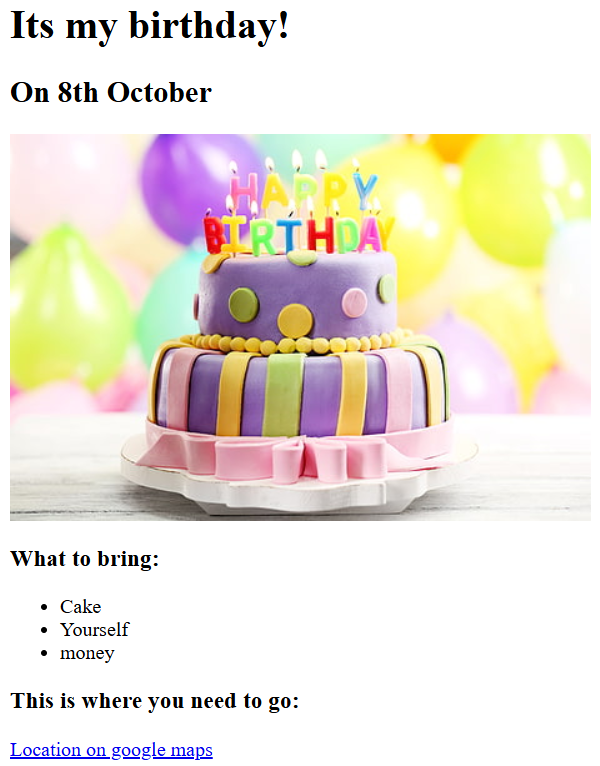 Its my birthday!
On 8th October
HAPPY
BIRTHDAY
What to bring:
Cake
Yourself
money
This is where you need to go:
Location on google maps